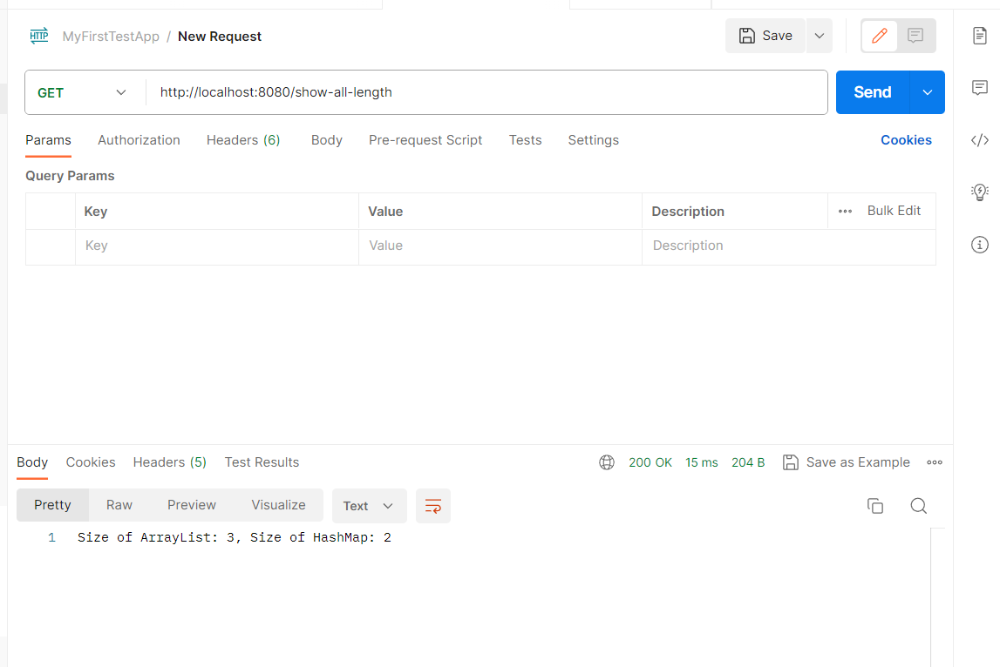 HTTP MyFirstTestApp / New Request Save
GET http://localhost:8080/show-all-length Send
Params Authorization Headers (6) Body Pre-request Script Tests Settings Cookies
Query Params
Key Value Description Bulk Edit
Key Value Description
Body Cookies Headers (5) Test Results 200 OK 15 ms 204 B Save as Example
Pretty Raw Preview Visualize Text
1 Size of ArrayList: 3, Size of HashMap: 2